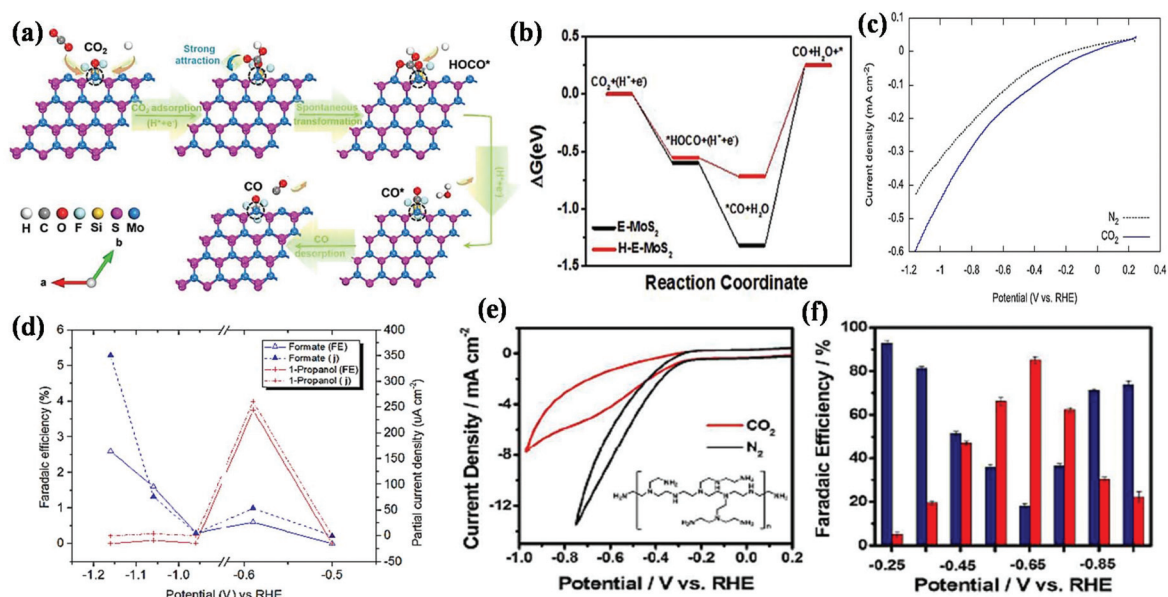 (a)
CO₂
Strong
attraction
HOCO*
CO₂ adsorption
(H⁺+e⁻)
Spontaneous
transformation
(H⁺+e⁻)
CO
CO*
CO
desorption
H C O F Si S Mo
b
a
(b)
ΔG(eV)
0.5
0.0
-0.5
-1.0
-1.5
CO₂+(H⁺+e⁻)
*HOCO+(H⁺+e⁻)
*CO+H₂O
CO+H₂O+*
E-MoS₂
H-E-MoS₂
Reaction Coordinate
(c)
Current density (mA cm⁻²)
0.1
0
-0.1
-0.2
-0.3
-0.4
-0.5
-0.6
N₂
CO₂
-1.2 -1 -0.8 -0.6 -0.4 -0.2 0 0.2 0.4
Potential (V vs. RHE)
(d)
Faradaic efficiency (%)
6
5
4
3
2
1
0
Formate (FE)
Formate (j)
1-Propanol (FE)
1-Propanol (j)
400
350
300
250
200
150
100
50
0
-50
Partial current density (uA cm⁻²)
-1.2 -1.1 -1.0 -0.6 -0.5
Potential (V) vs RHE
(e)
Current Density / mA cm⁻²
0
-4
-8
-12
CO₂
N₂
-1.0 -0.8 -0.6 -0.4 -0.2 0.0 0.2
Potential / V vs. RHE
(f)
Faradaic Efficiency / %
100
80
60
40
20
0
-0.25 -0.45 -0.65 -0.85
Potential / V vs. RHE